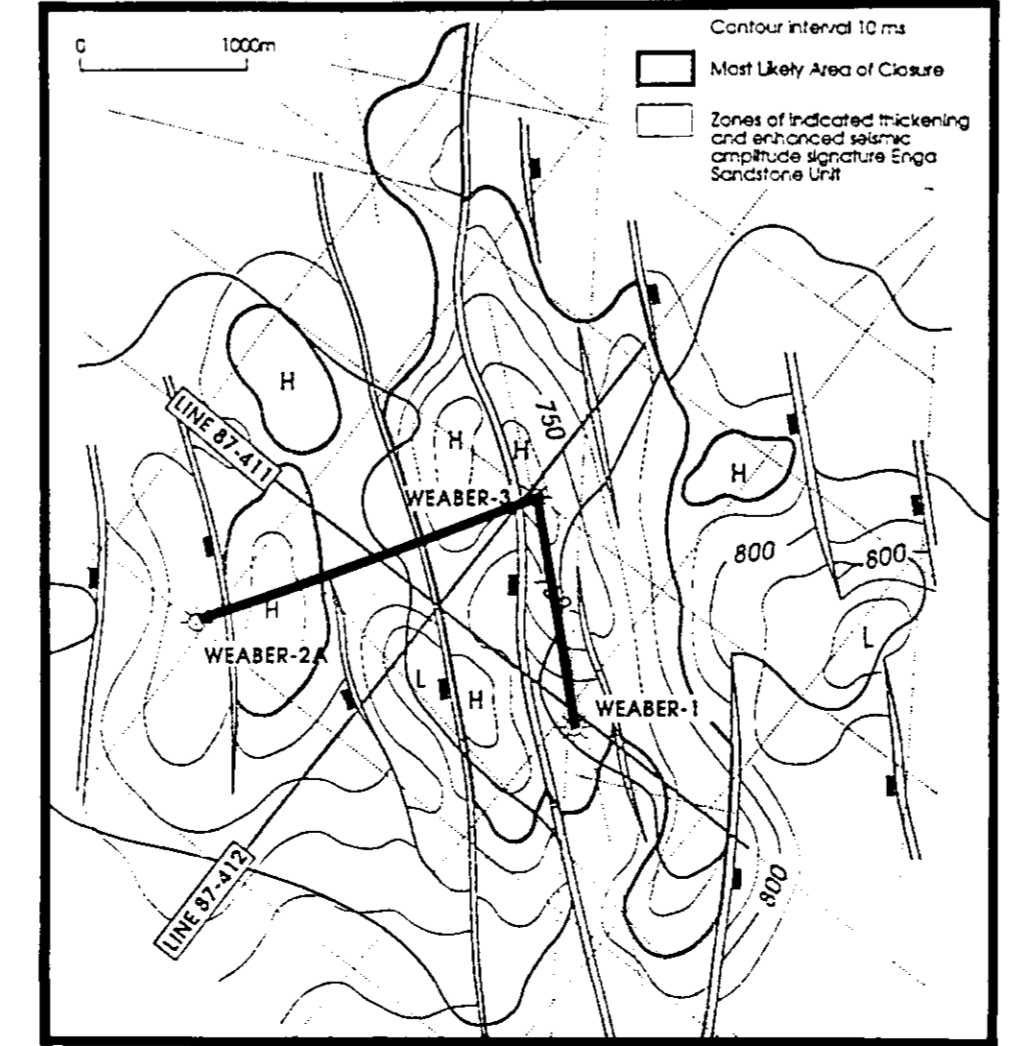 0 1000m
Contour interval 10 ms
Most Likely Area of Closure
Zones of indicated thickening
and enhanced seismic
amplitude signature Enga
Sandstone Unit
H
LINE 87-411
750
H
H
H
WEABER-3
800
800
H
L
WEABER-2A
L
H
WEABER-1
LINE 87-412
800